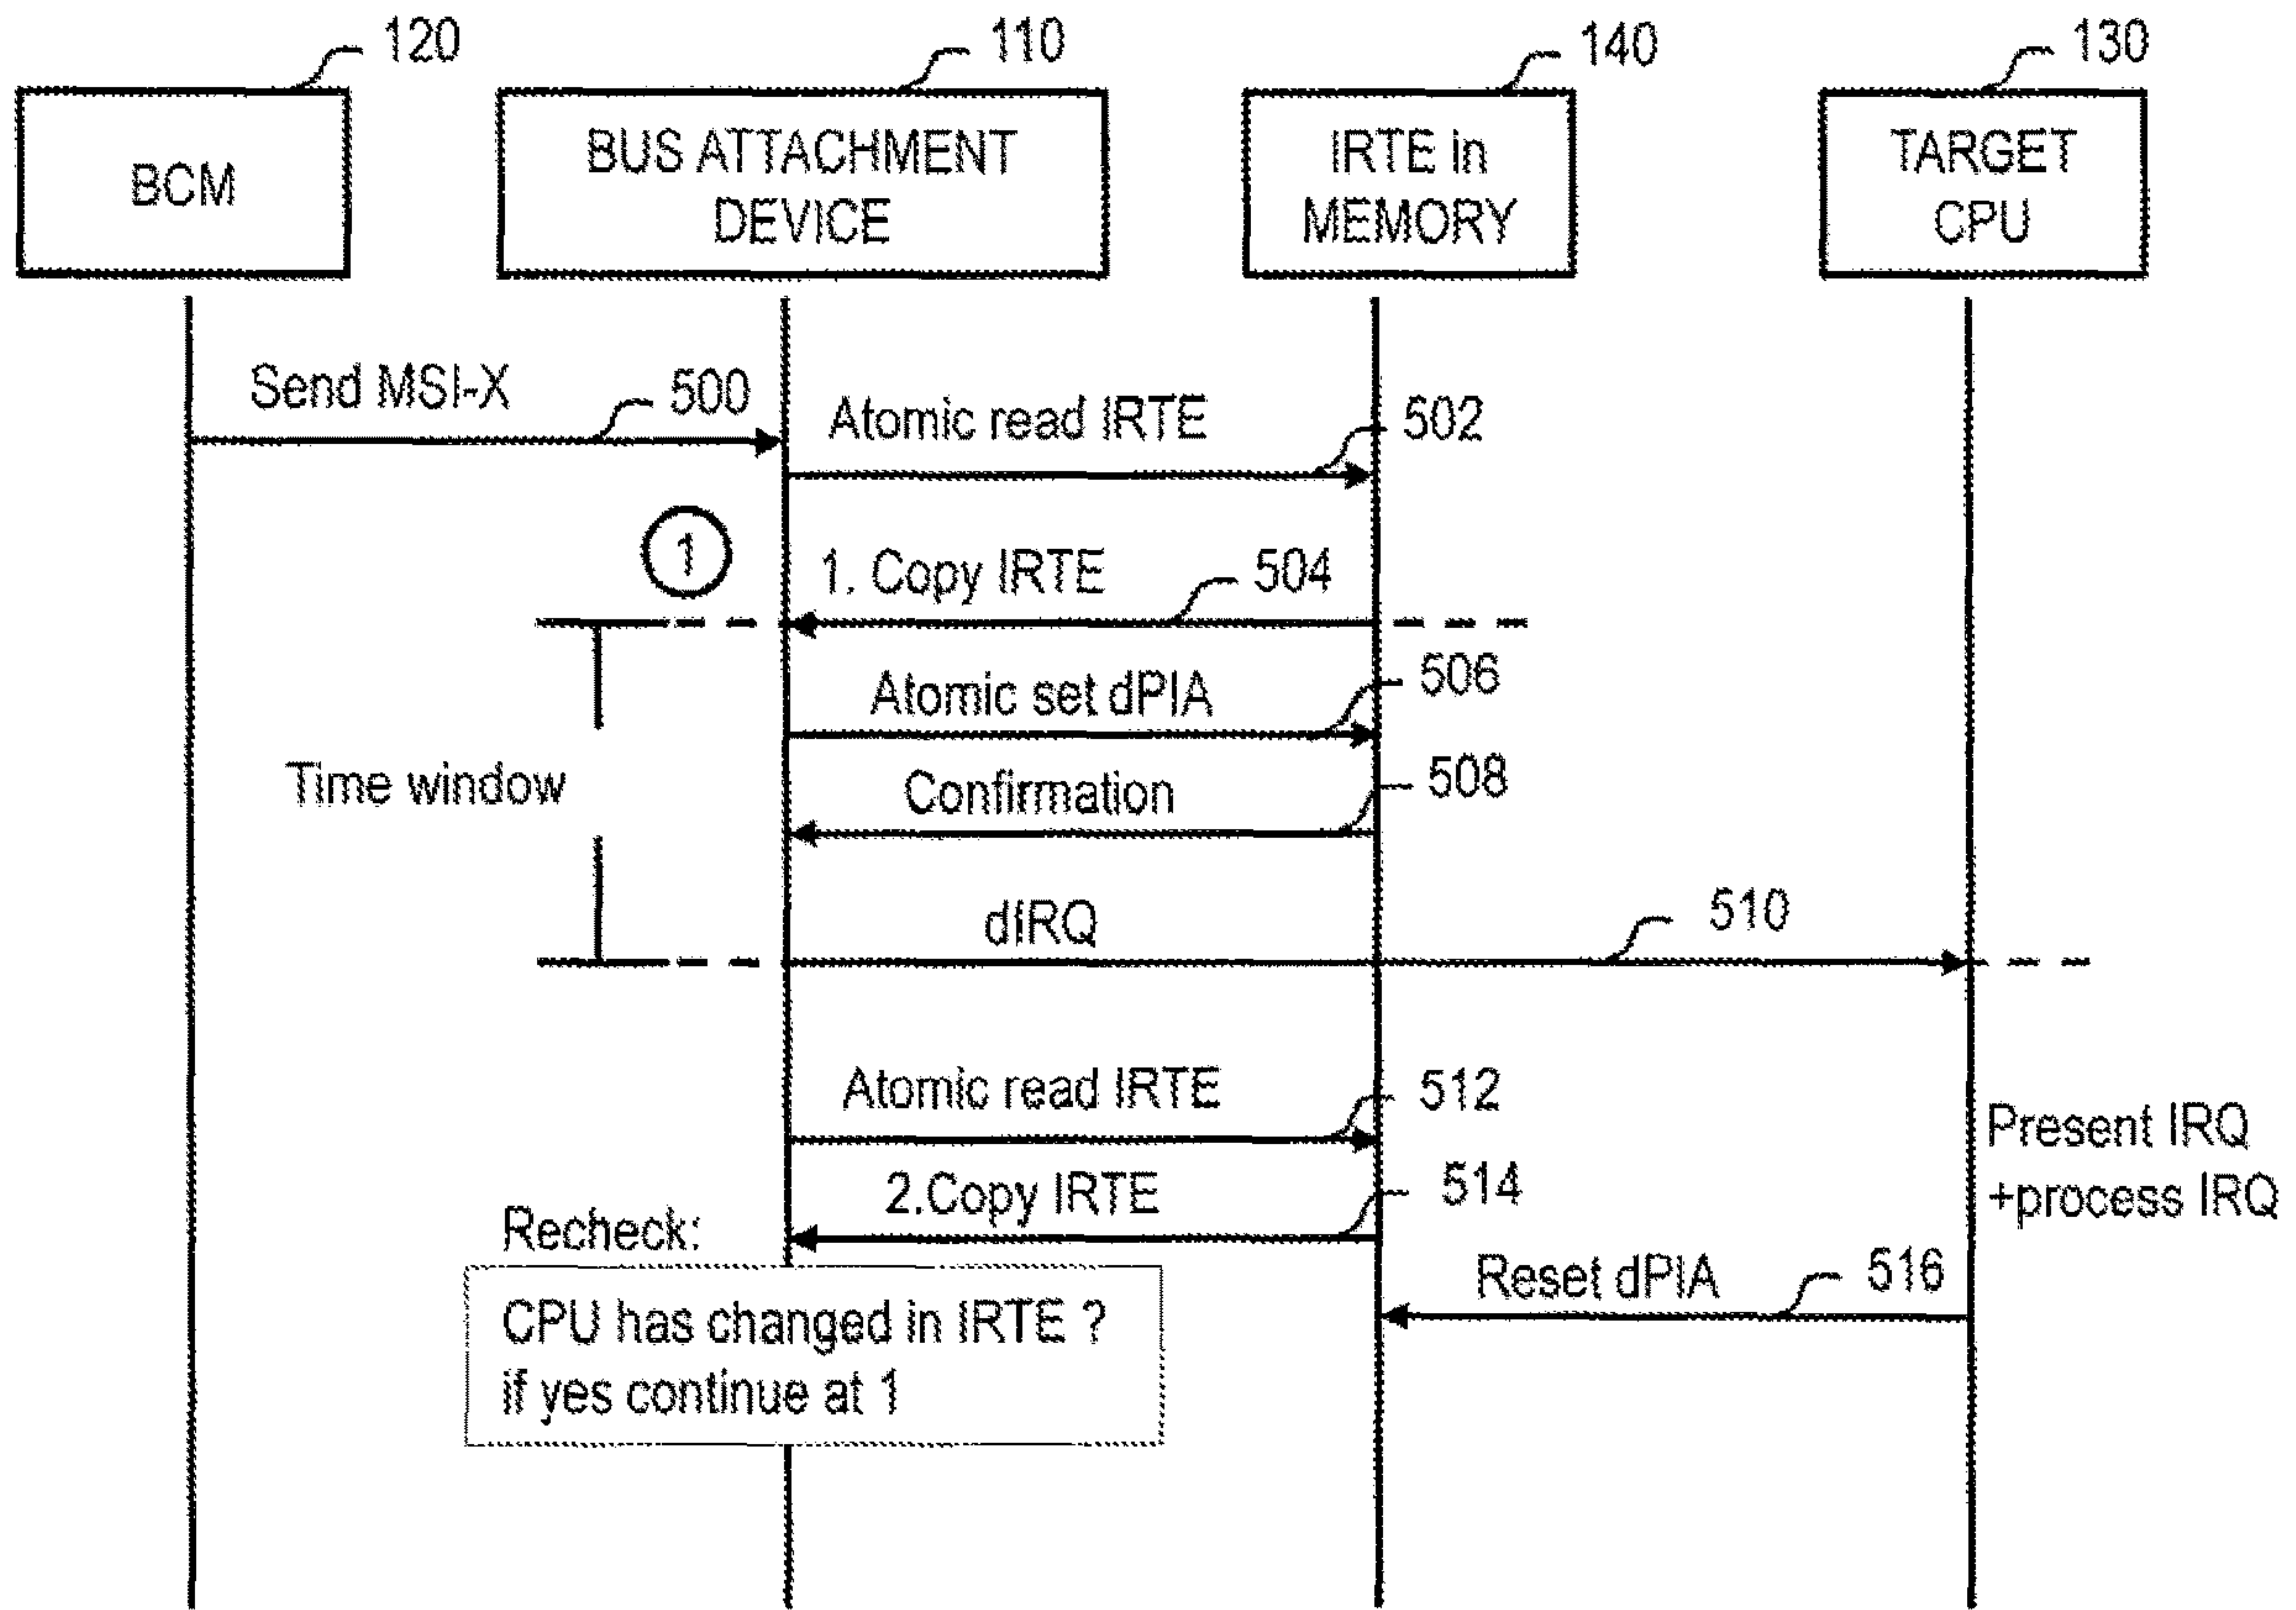 120
110
140
130
BCM
BUS ATTACHMENT
DEVICE
IRTE in
MEMORY
TARGET
CPU
Send MSI-X
500
Atomic read IRTE
502
1
1. Copy IRTE
504
Atomic set dPIA
506
Time window
Confirmation
508
dIRQ
510
Atomic read IRTE
512
Present IRQ
+process IRQ
2.Copy IRTE
514
Recheck:
Reset dPIA
516
CPU has changed in IRTE ?
if yes continue at 1